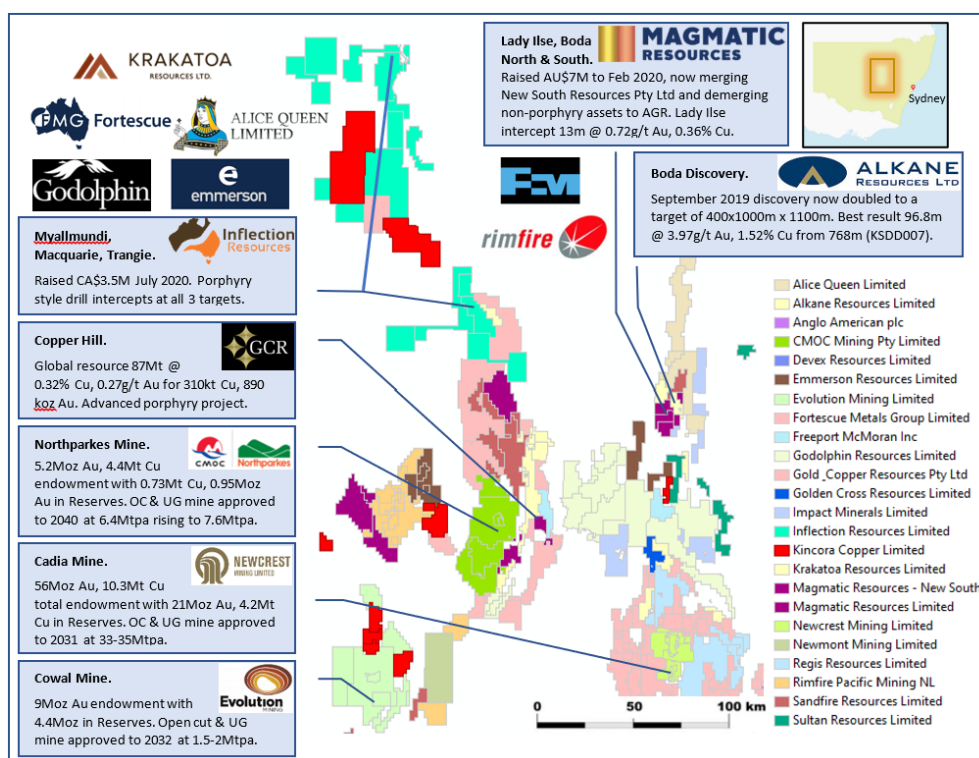 KRAKATOA
RESOURCES LTD.
FMG Fortescue
ALICE QUEEN
LIMITED
Godolphin
e
emmerson
Lady Ilse, Boda
North & South.
MAGMATIC
RESOURCES
Raised AU$7M to Feb 2020, now merging
New South Resources Pty Ltd and demerging
non-porphyry assets to AGR. Lady Ilse
intercept 13m @ 0.72g/t Au, 0.36% Cu.
Sydney
rimfire
Boda Discovery.
ALKANE
RESOURCES LTD
September 2019 discovery now doubled to a
target of 400x1000m x 1100m. Best result 96.8m
@ 3.97g/t Au, 1.52% Cu from 768m (KSDD007).
Myallmundi,
Macquarie, Trangie.
Inflection
Resources
Raised CA$3.5M July 2020. Porphyry
style drill intercepts at all 3 targets.
Copper Hill.
GCR
Global resource 87Mt @
0.32% Cu, 0.27g/t Au for 310kt Cu, 890
koz Au. Advanced porphyry project.
Northparkes Mine.
CMOC
Northparkes
5.2Moz Au, 4.4Mt Cu
endowment with 0.73Mt Cu, 0.95Moz
Au in Reserves. OC & UG mine approved
to 2040 at 6.4Mtpa rising to 7.6Mtpa.
Cadia Mine.
NEWCREST
MINING LIMITED
56Moz Au, 10.3Mt Cu
total endowment with 21Moz Au, 4.2Mt
Cu in Reserves. OC & UG mine approved
to 2031 at 33-35Mtpa.
Cowal Mine.
Evolution
MINING
9Moz Au endowment with
4.4Moz in Reserves. Open cut & UG
mine approved to 2032 at 1.5-2Mtpa.
Alice Queen Limited
Alkane Resources Limited
Anglo American plc
CMOC Mining Pty Limited
Devex Resources Limited
Emmerson Resources Limited
Evolution Mining Limited
Fortescue Metals Group Limited
Freeport McMoran Inc
Godolphin Resources Limited
Gold_Copper Resources Pty Ltd
Golden Cross Resources Limited
Impact Minerals Limited
Inflection Resources Limited
Kincora Copper Limited
Krakatoa Resources Limited
Magmatic Resources - New South
Magmatic Resources Limited
Newcrest Mining Limited
Newmont Mining Limited
Regis Resources Limited
Rimfire Pacific Mining NL
Sandfire Resources Limited
Sultan Resources Limited
0 50 100 km